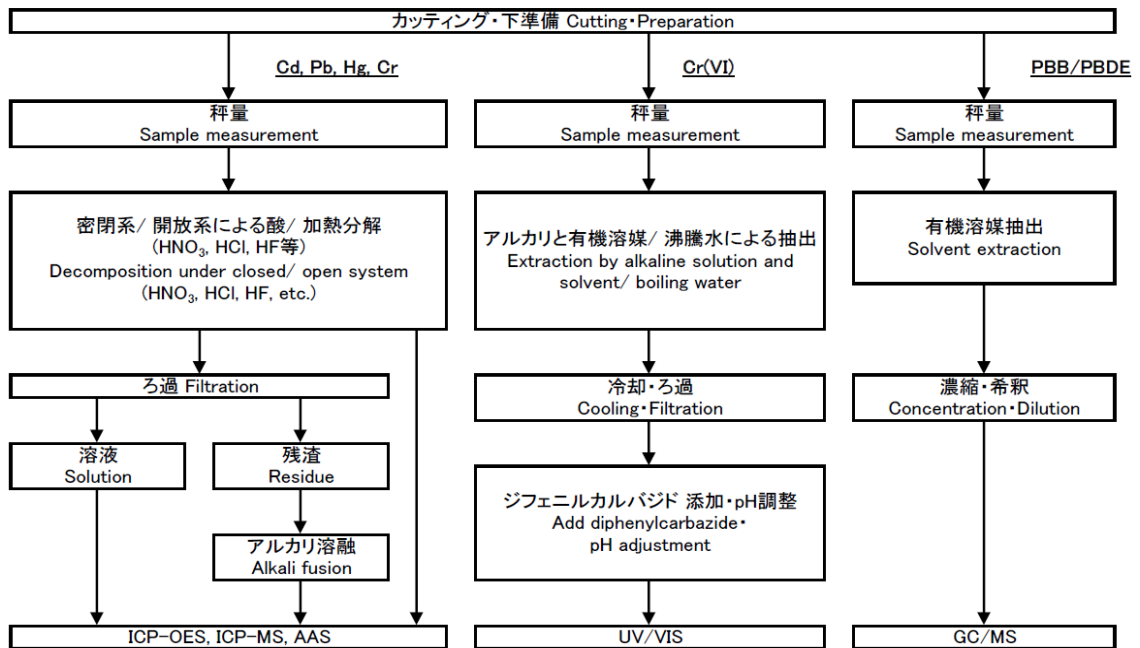 カッティング・下準備 Cutting・Preparation
Cd, Pb, Hg, Cr
Cr(VI)
PBB/PBDE
秤量
Sample measurement
秤量
Sample measurement
秤量
Sample measurement
密閉系/ 開放系による酸/ 加熱分解
(HNO₃, HCl, HF等)
Decomposition under closed/ open system
(HNO₃, HCl, HF, etc.)
アルカリと有機溶媒/ 沸騰水による抽出
Extraction by alkaline solution and
solvent/ boiling water
有機溶媒抽出
Solvent extraction
ろ過 Filtration
冷却・ろ過
Cooling・Filtration
濃縮・希釈
Concentration・Dilution
溶液
Solution
残渣
Residue
ジフェニルカルバジド 添加・pH調整
Add diphenylcarbazide・
pH adjustment
アルカリ溶融
Alkali fusion
ICP-OES, ICP-MS, AAS
UV/VIS
GC/MS